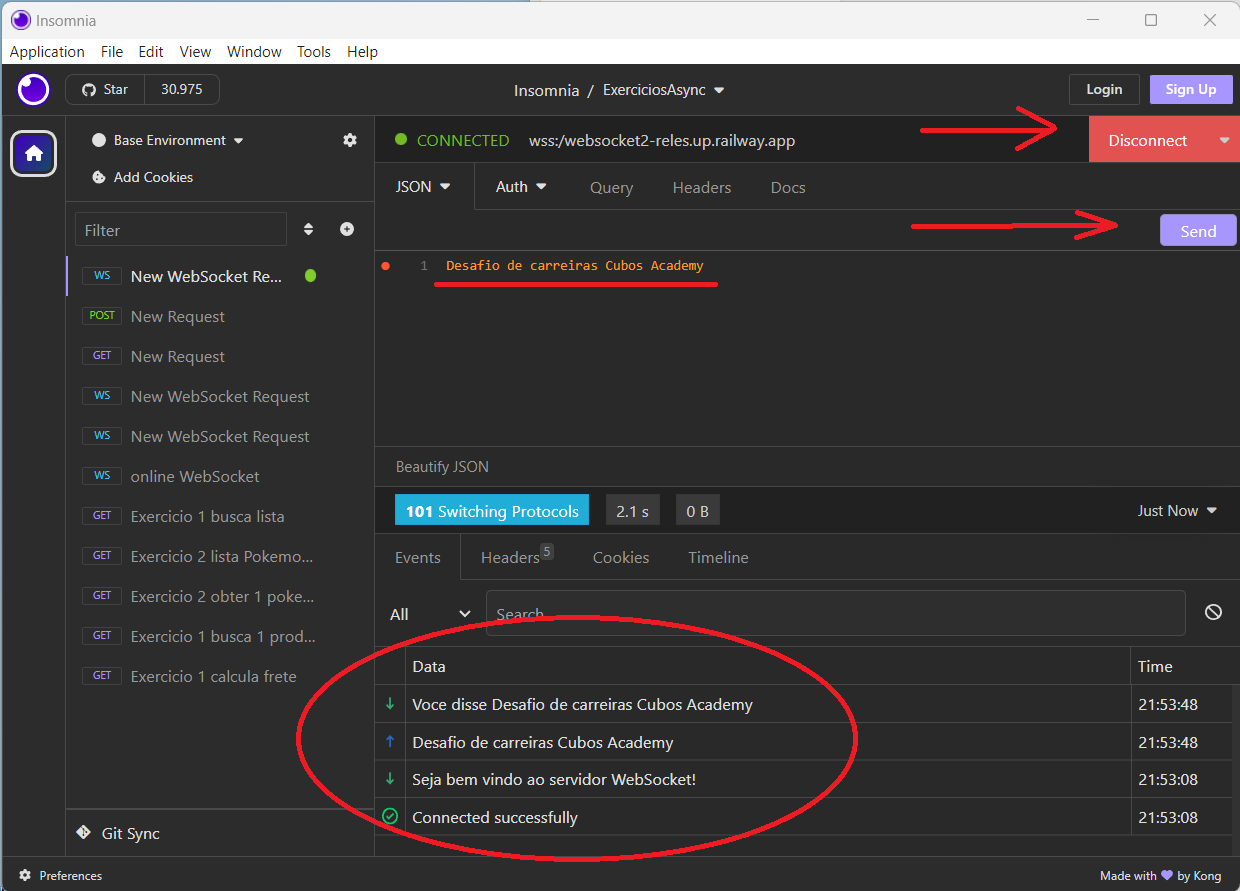 Insomnia
Application File Edit View Window Tools Help
Star 30.975
Insomnia / ExerciciosAsync
Login Sign Up
Base Environment
CONNECTED wss:/websocket2-reles.up.railway.app
Disconnect
Add Cookies
JSON Auth Query Headers Docs
Filter
Send
WS New WebSocket Re...
1 Desafio de carreiras Cubos Academy
POST New Request
GET New Request
WS New WebSocket Request
WS New WebSocket Request
WS online WebSocket
GET Exercicio 1 busca lista
GET Exercicio 2 lista Pokemo...
GET Exercicio 2 obter 1 poke...
GET Exercicio 1 busca 1 prod...
GET Exercicio 1 calcula frete
Beautify JSON
101 Switching Protocols 2.1 s 0 B Just Now
Events Headers 5 Cookies Timeline
All Search
Data Time
Voce disse Desafio de carreiras Cubos Academy 21:53:48
Desafio de carreiras Cubos Academy 21:53:48
Seja bem vindo ao servidor WebSocket! 21:53:08
Connected successfully 21:53:08
Git Sync
Preferences
Made with by Kong